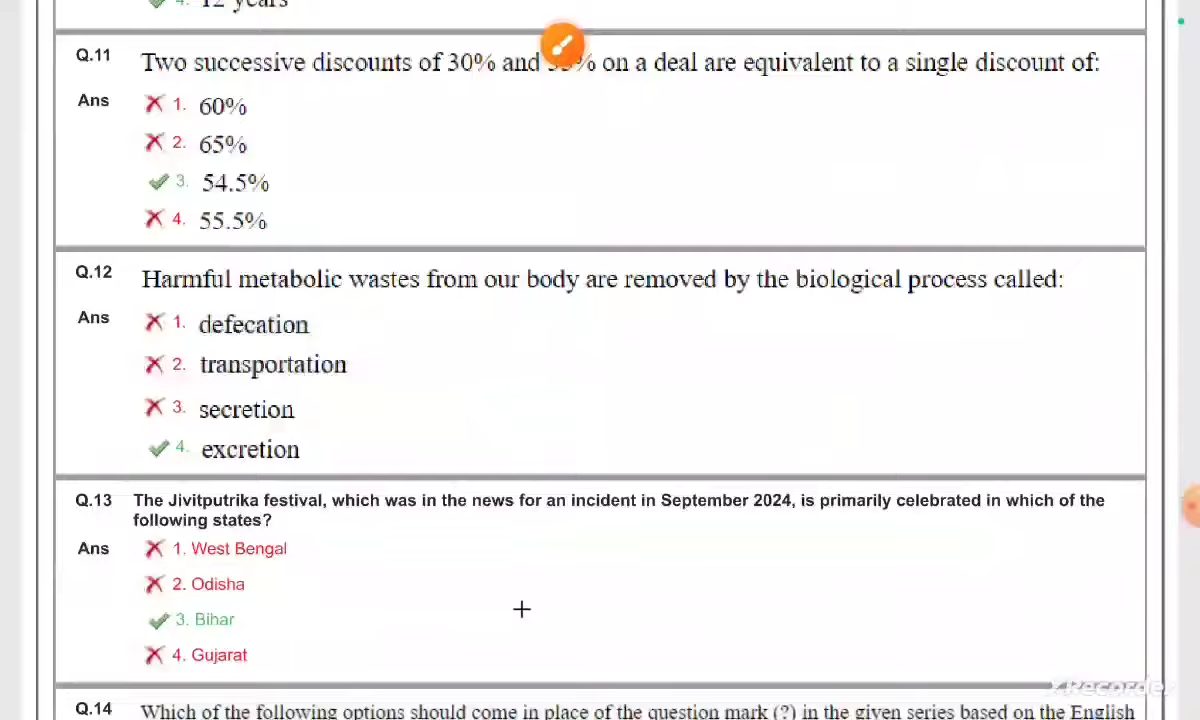 4. 12 years
Q.11 Two successive discounts of 30% and % on a deal are equivalent to a single discount of:
Ans 1. 60%
2. 65%
3. 54.5%
4. 55.5%
Q.12 Harmful metabolic wastes from our body are removed by the biological process called:
Ans 1. defecation
2. transportation
3. secretion
4. excretion
Q.13 The Jivitputrika festival, which was in the news for an incident in September 2024, is primarily celebrated in which of the
following states?
Ans 1. West Bengal
2. Odisha
3. Bihar
4. Gujarat
XRecorder
Q.14 Which of the following options should come in place of the question mark (?) in the given series based on the English